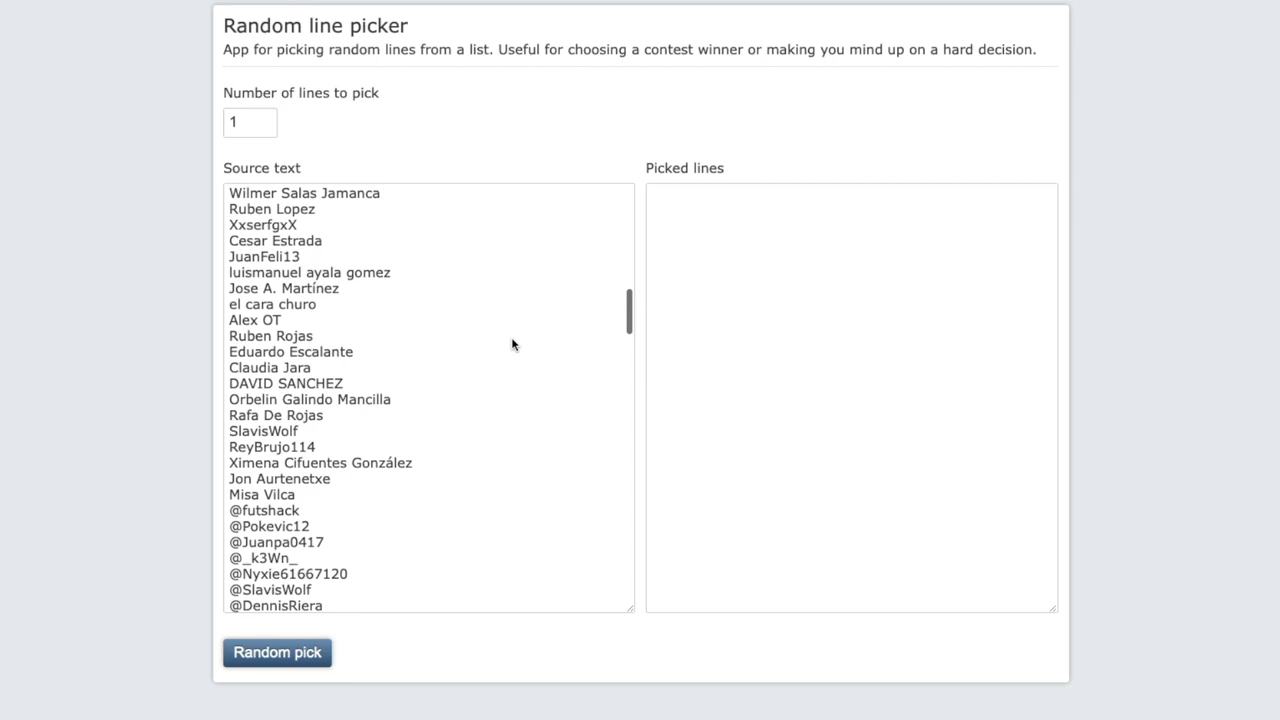 Random line picker
App for picking random lines from a list. Useful for choosing a contest winner or making you mind up on a hard decision.
Number of lines to pick
1
Source text
Wilmer Salas Jamanca
Ruben Lopez
XxserfgxX
Cesar Estrada
JuanFeli13
luismanuel ayala gomez
Jose A. Martínez
el cara churo
Alex OT
Ruben Rojas
Eduardo Escalante
Claudia Jara
DAVID SANCHEZ
Orbelin Galindo Mancilla
Rafa De Rojas
SlavisWolf
ReyBrujo114
Ximena Cifuentes González
Jon Aurtenetxe
Misa Vilca
@futshack
@Pokevic12
@Juanpa0417
@_k3Wn_
@Nyxie61667120
@SlavisWolf
@DennisRiera
Picked lines
Random pick